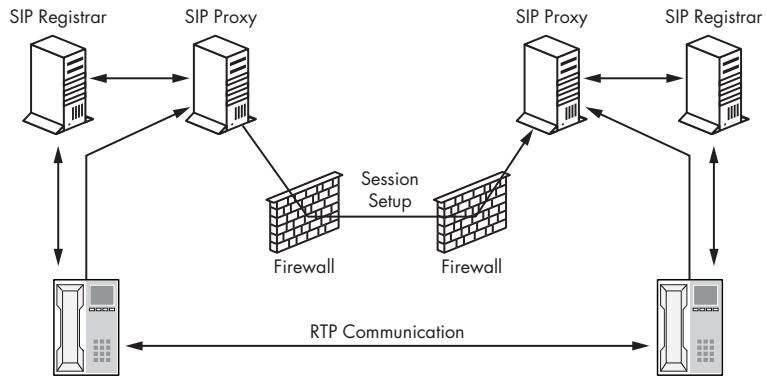 SIP Registrar
SIP Proxy
SIP Proxy
SIP Registrar
Session
Setup
Firewall
Firewall
RTP Communication